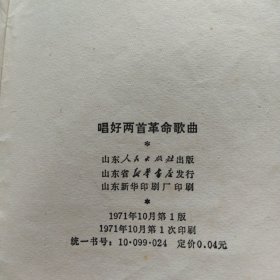 唱好两首革命歌曲
*
山东人民出版社出版
山东省新华书店发行
山东新华印刷厂印刷
*
1971年10月第1版
1971年10月第1次印刷
统一书号：10·099·024　定价0.04元